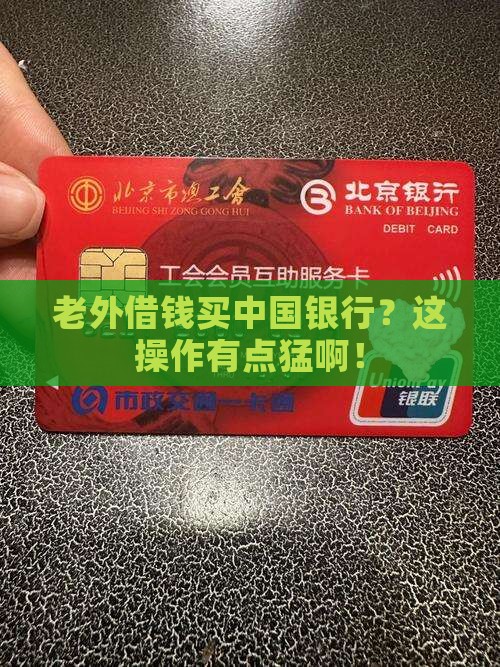 北京市总工會
BEIJING SHI ZONG GONG HUI
北京银行
BANK OF BEIJING
DEBIT CARD
工会会员互助服务卡
老外借钱买中国银行？这
操作有点猛啊！
市政交通一卡通
UnionPay
银联